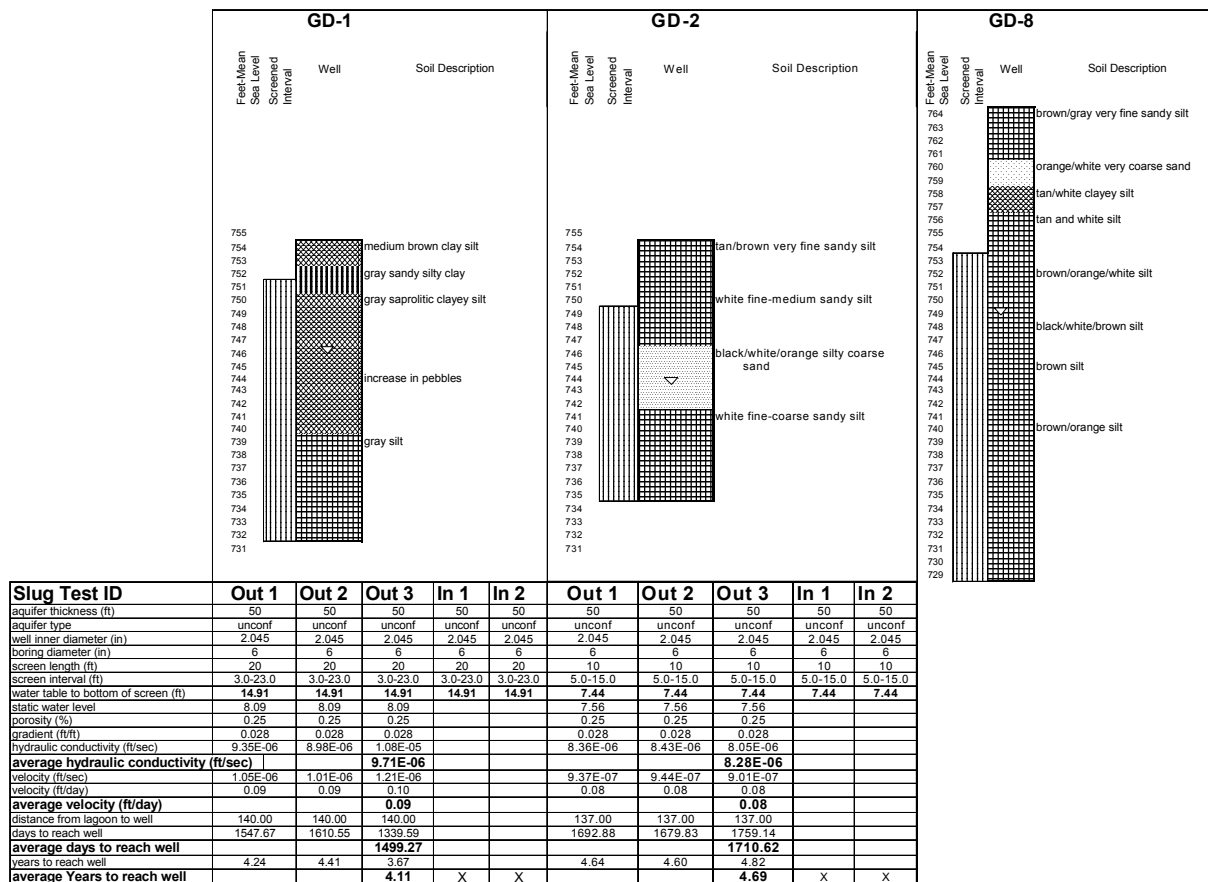 GD-1
GD-2
GD-8
Feet-Mean Sea Level
Screened Interval
Well
Soil Description
Feet-Mean Sea Level
Screened Interval
Well
Soil Description
Feet-Mean Sea Level
Screened Interval
Well
Soil Description
764 brown/gray very fine sandy silt
763
762
761
760 orange/white very coarse sand
759
758 tan/white clayey silt
757
756 tan and white silt
755 755 755
754 medium brown clay silt 754 tan/brown very fine sandy silt 754
753 753 753
752 gray sandy silty clay 752 752 brown/orange/white silt
751 751 751
750 gray saprolitic clayey silt 750 white fine-medium sandy silt 750
749 749 749
748 748 748 black/white/brown silt
747 747 747
746 746 black/white/orange silty coarse sand 746
745 745 745 brown silt
744 increase in pebbles 744 744
743 743 743
742 742 742
741 741 white fine-coarse sandy silt 741
740 740 740 brown/orange silt
739 gray silt 739 739
738 738 738
737 737 737
736 736 736
735 735 735
734 734 734
733 733 733
732 732 732
731 731 731
730
729
Slug Test ID Out 1 Out 2 Out 3 In 1 In 2 Out 1 Out 2 Out 3 In 1 In 2
aquifer thickness (ft) 50 50 50 50 50 50 50 50 50 50
aquifer type unconf unconf unconf unconf unconf unconf unconf unconf unconf unconf
well inner diameter (in) 2.045 2.045 2.045 2.045 2.045 2.045 2.045 2.045 2.045 2.045
boring diameter (in) 6 6 6 6 6 6 6 6 6 6
screen length (ft) 20 20 20 20 20 10 10 10 10 10
screen interval (ft) 3.0-23.0 3.0-23.0 3.0-23.0 3.0-23.0 3.0-23.0 5.0-15.0 5.0-15.0 5.0-15.0 5.0-15.0 5.0-15.0
water table to bottom of screen (ft) 14.91 14.91 14.91 14.91 14.91 7.44 7.44 7.44 7.44 7.44
static water level 8.09 8.09 8.09 7.56 7.56 7.56
porosity (%) 0.25 0.25 0.25 0.25 0.25 0.25
gradient (ft/ft) 0.028 0.028 0.028 0.028 0.028 0.028
hydraulic conductivity (ft/sec) 9.35E-06 8.98E-06 1.08E-05 8.36E-06 8.43E-06 8.05E-06
average hydraulic conductivity (ft/sec) 9.71E-06 8.28E-06
velocity (ft/sec) 1.05E-06 1.01E-06 1.21E-06 9.37E-07 9.44E-07 9.01E-07
velocity (ft/day) 0.09 0.09 0.10 0.08 0.08 0.08
average velocity (ft/day) 0.09 0.08
distance from lagoon to well 140.00 140.00 140.00 137.00 137.00 137.00
days to reach well 1547.67 1610.55 1339.59 1692.88 1679.83 1759.14
average days to reach well 1499.27 1710.62
years to reach well 4.24 4.41 3.67 4.64 4.60 4.82
average Years to reach well 4.11 X X 4.69 X X